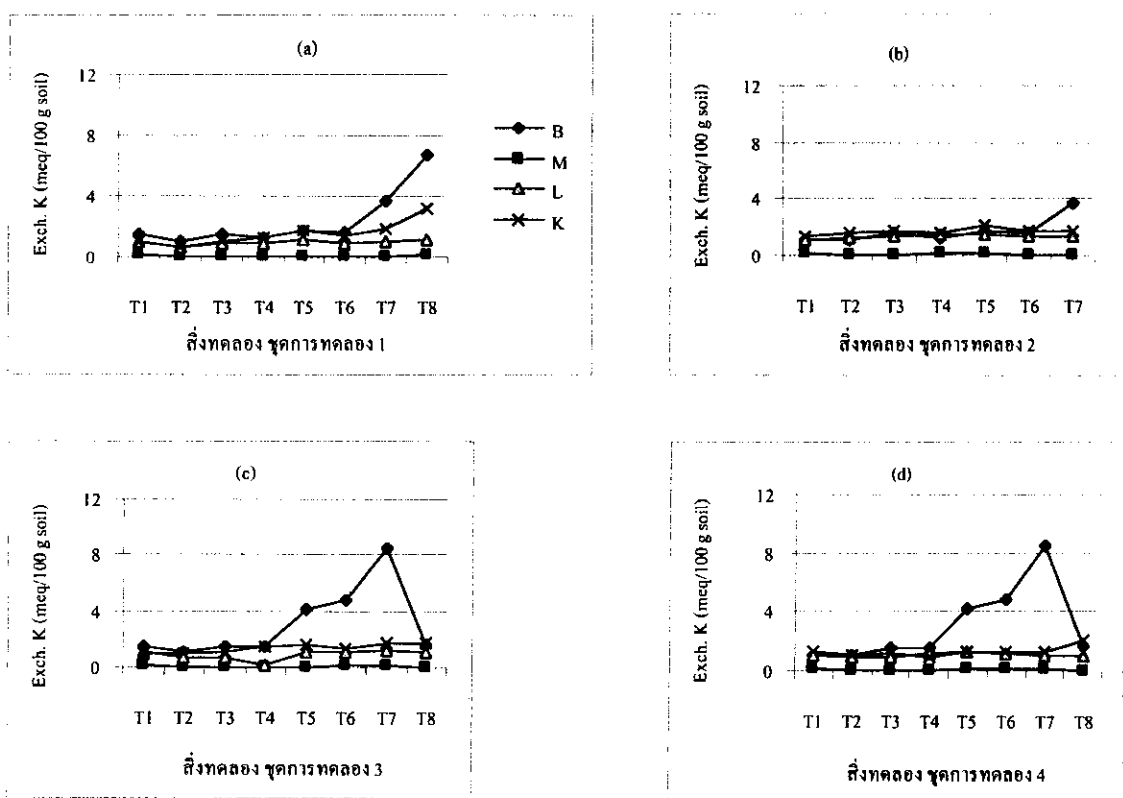 (a)
Exch. K (meq/100 g soil)
12
8
4
0
T1 T2 T3 T4 T5 T6 T7 T8
สิ่งทดลอง ชุดการทดลอง 1
B
M
L
K
(b)
Exch. K (meq/100 g soil)
12
8
4
0
T1 T2 T3 T4 T5 T6 T7
สิ่งทดลอง ชุดการทดลอง 2
(c)
Exch. K (meq/100 g soil)
12
8
4
0
T1 T2 T3 T4 T5 T6 T7 T8
สิ่งทดลอง ชุดการทดลอง 3
(d)
Exch. K (meq/100 g soil)
12
8
4
0
T1 T2 T3 T4 T5 T6 T7 T8
สิ่งทดลอง ชุดการทดลอง 4